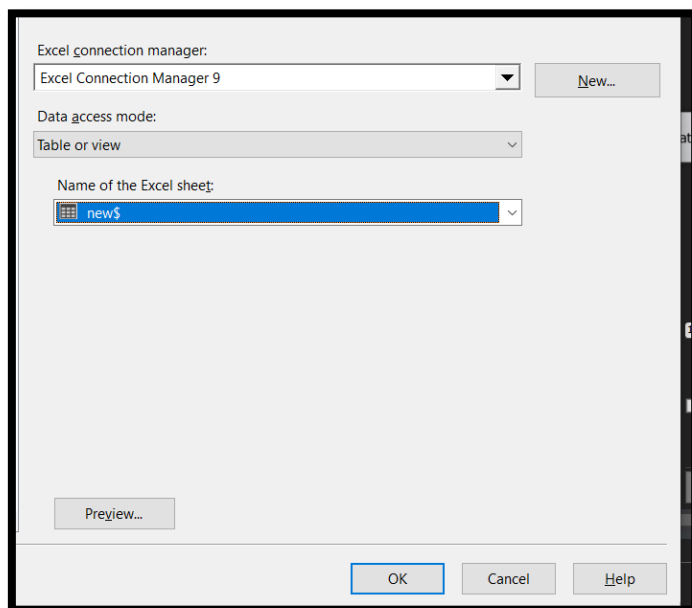 Excel connection manager:
Excel Connection Manager 9
New...
Data access mode:
Table or view
Name of the Excel sheet:
new$
Preview...
OK Cancel Help